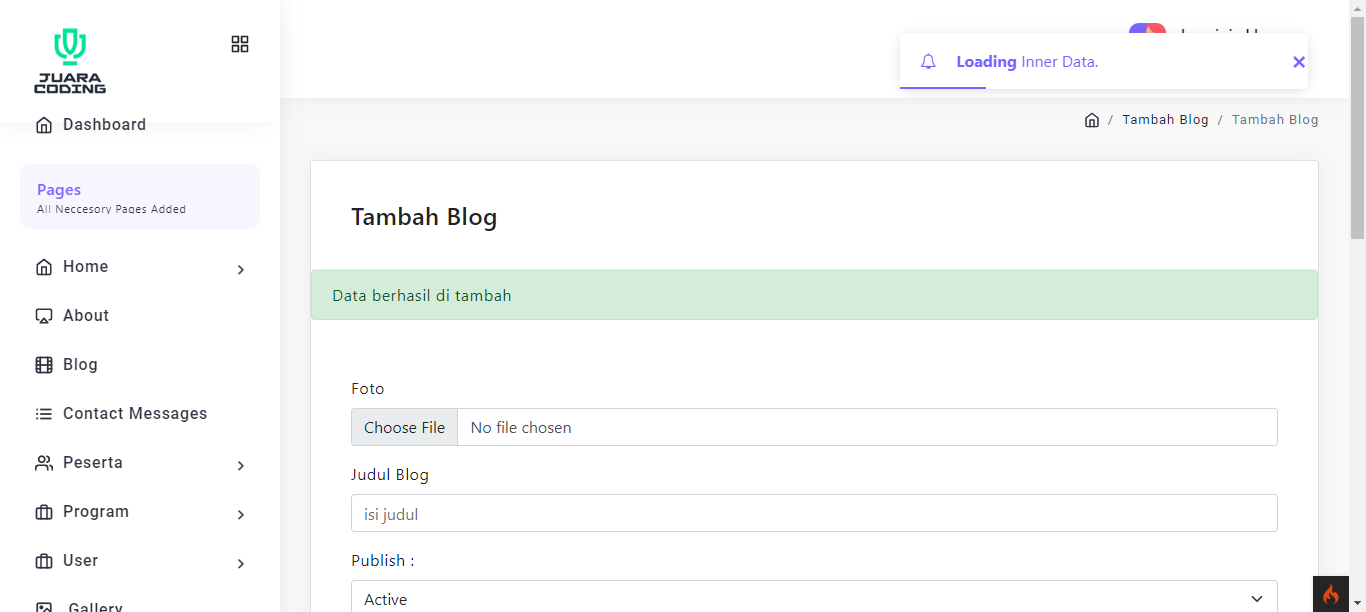 JUARA
CODING
Dashboard
Pages
All Neccesory Pages Added
Home
About
Blog
Contact Messages
Peserta
Program
User
Gallery
Loading Inner Data.
/ Tambah Blog / Tambah Blog
Tambah Blog
Data berhasil di tambah
Foto
Choose File No file chosen
Judul Blog
isi judul
Publish :
Active